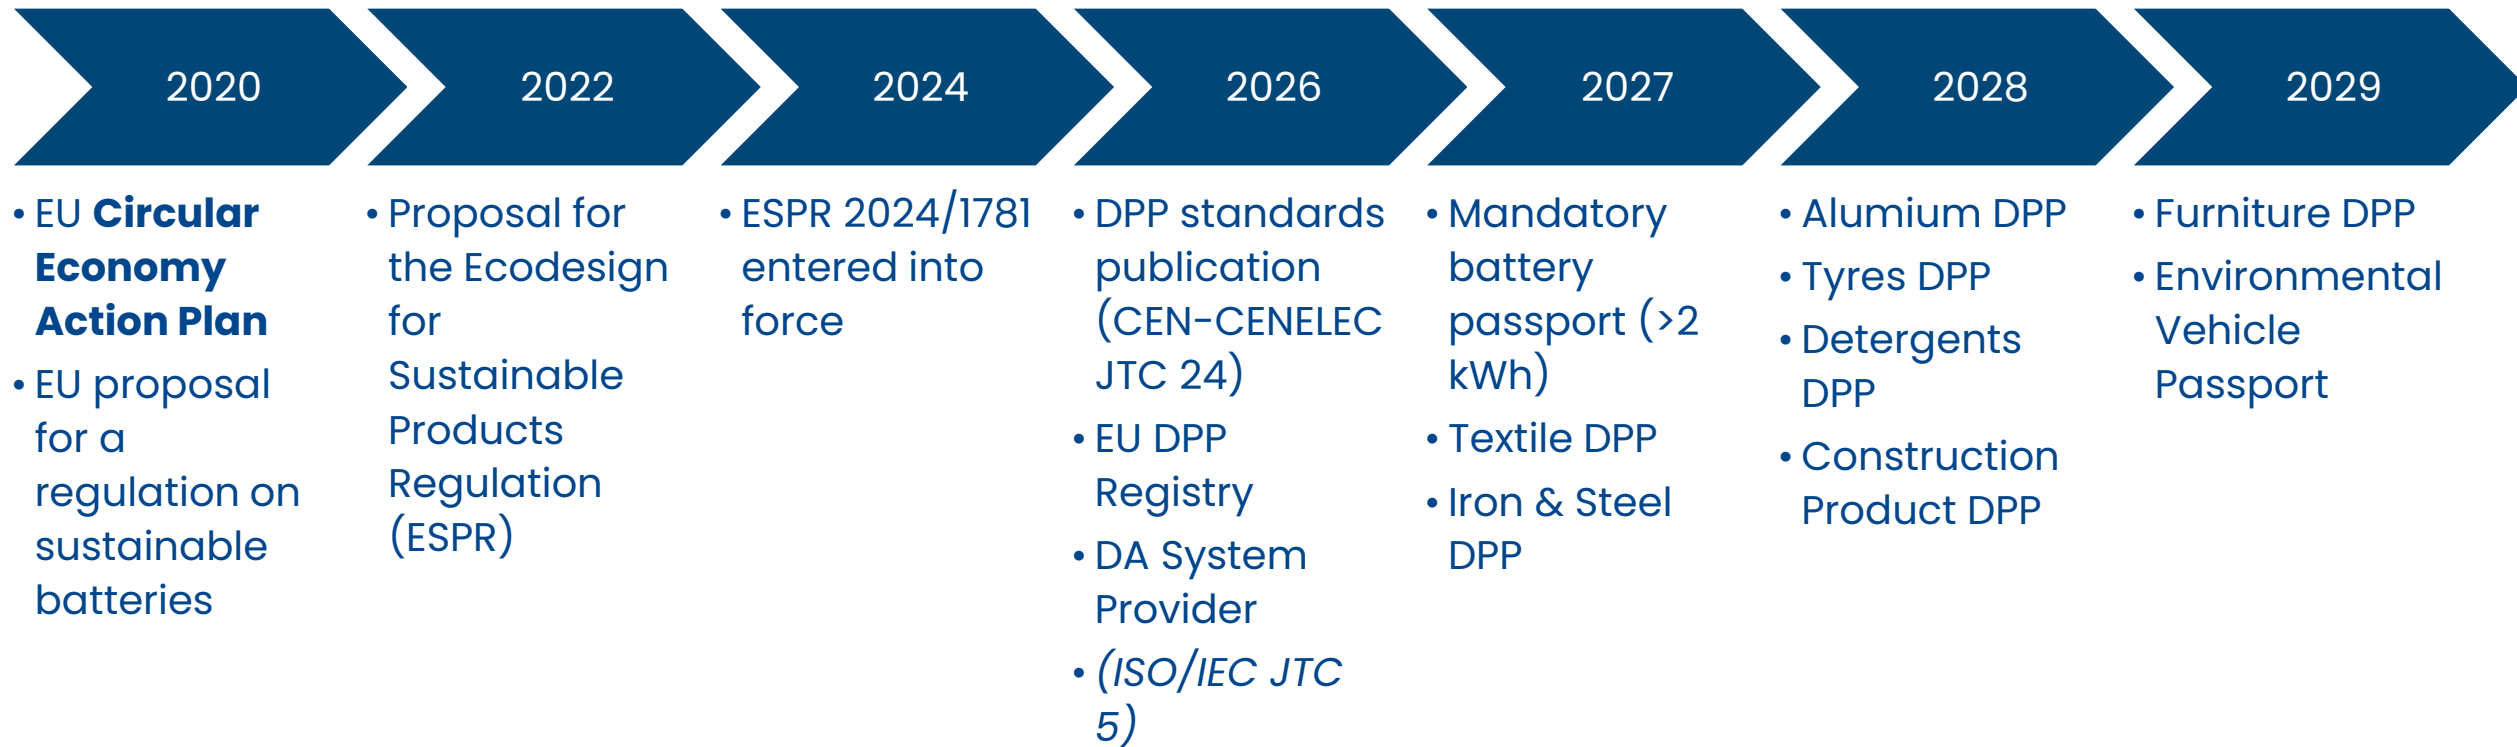 2020
2022
2024
2026
2027
2028
2029
• EU Circular
Economy
Action Plan
• EU proposal
for a
regulation on
sustainable
batteries
• Proposal for
the Ecodesign
for
Sustainable
Products
Regulation
(ESPR)
• ESPR 2024/1781
entered into
force
• DPP standards
publication
(CEN-CENELEC
JTC 24)
• EU DPP
Registry
• DA System
Provider
• (ISO/IEC JTC
5)
• Mandatory
battery
passport (>2
kWh)
• Textile DPP
• Iron & Steel
DPP
• Alumium DPP
• Tyres DPP
• Detergents
DPP
• Construction
Product DPP
• Furniture DPP
• Environmental
Vehicle
Passport